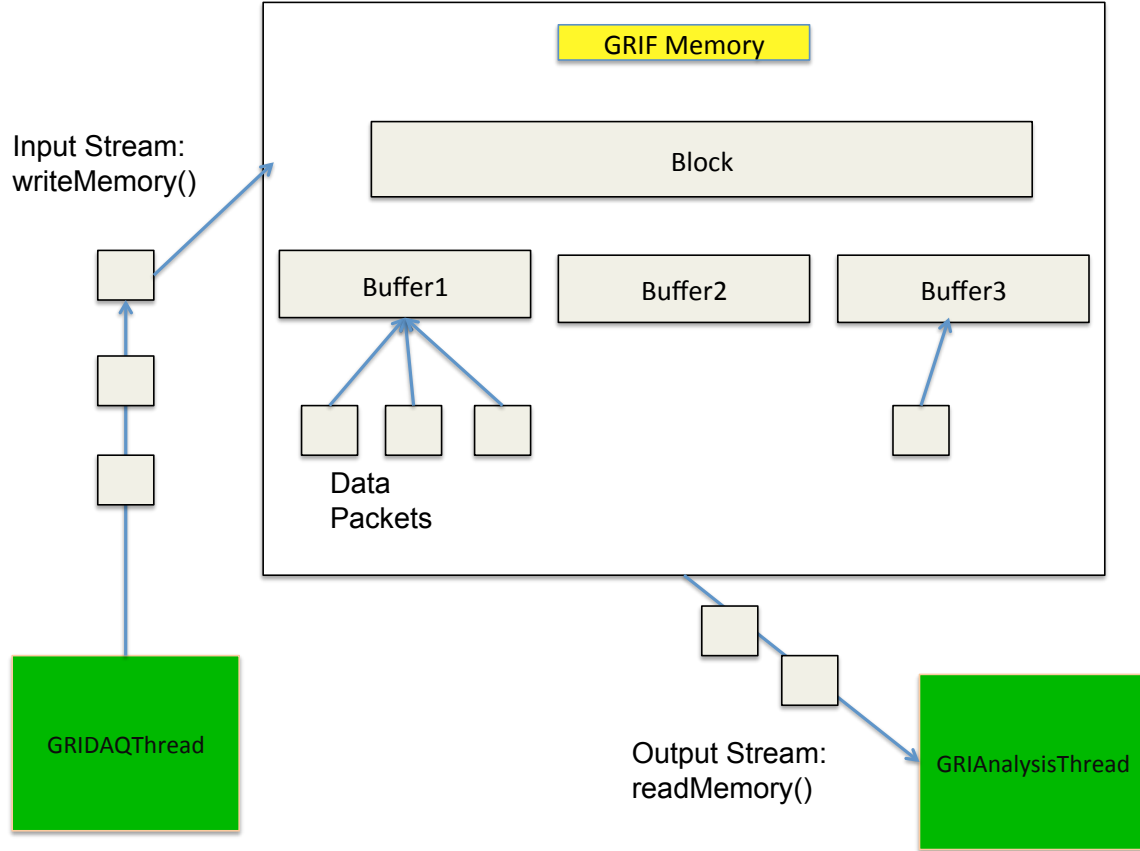 GRIF Memory
Input Stream:
writeMemory()
Block
Buffer1
Buffer2
Buffer3
Data
Packets
GRIDAQThread
Output Stream:
readMemory()
GRIAnalysisThread